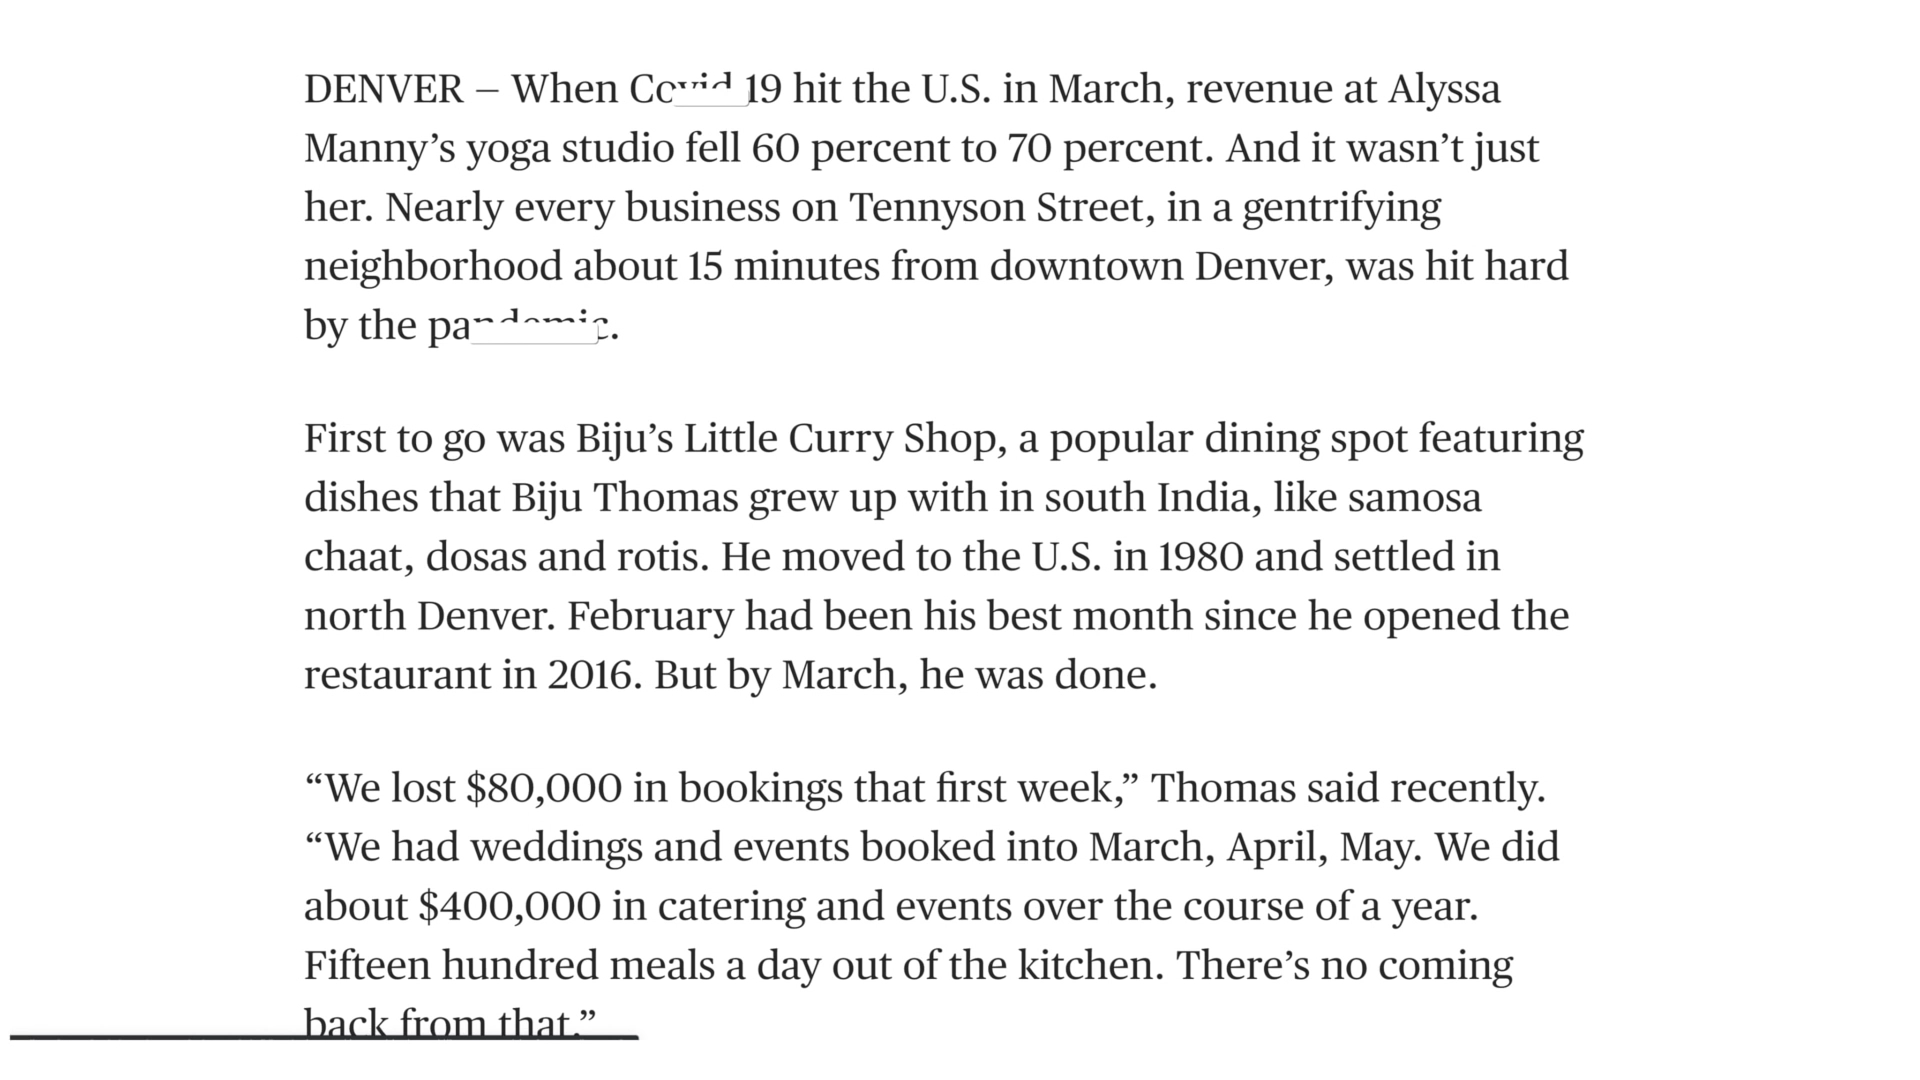 DENVER — When Covid 19 hit the U.S. in March, revenue at Alyssa
Manny’s yoga studio fell 60 percent to 70 percent. And it wasn’t just
her. Nearly every business on Tennyson Street, in a gentrifying
neighborhood about 15 minutes from downtown Denver, was hit hard
by the pandemic.
First to go was Biju’s Little Curry Shop, a popular dining spot featuring
dishes that Biju Thomas grew up with in south India, like samosa
chaat, dosas and rotis. He moved to the U.S. in 1980 and settled in
north Denver. February had been his best month since he opened the
restaurant in 2016. But by March, he was done.
“We lost $80,000 in bookings that first week,” Thomas said recently.
“We had weddings and events booked into March, April, May. We did
about $400,000 in catering and events over the course of a year.
Fifteen hundred meals a day out of the kitchen. There’s no coming
back from that.”